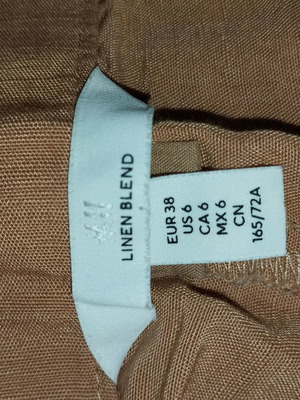 H&M
LINEN BLEND
EUR 38
US 6
CA 6
MX 6
CN
165/72A